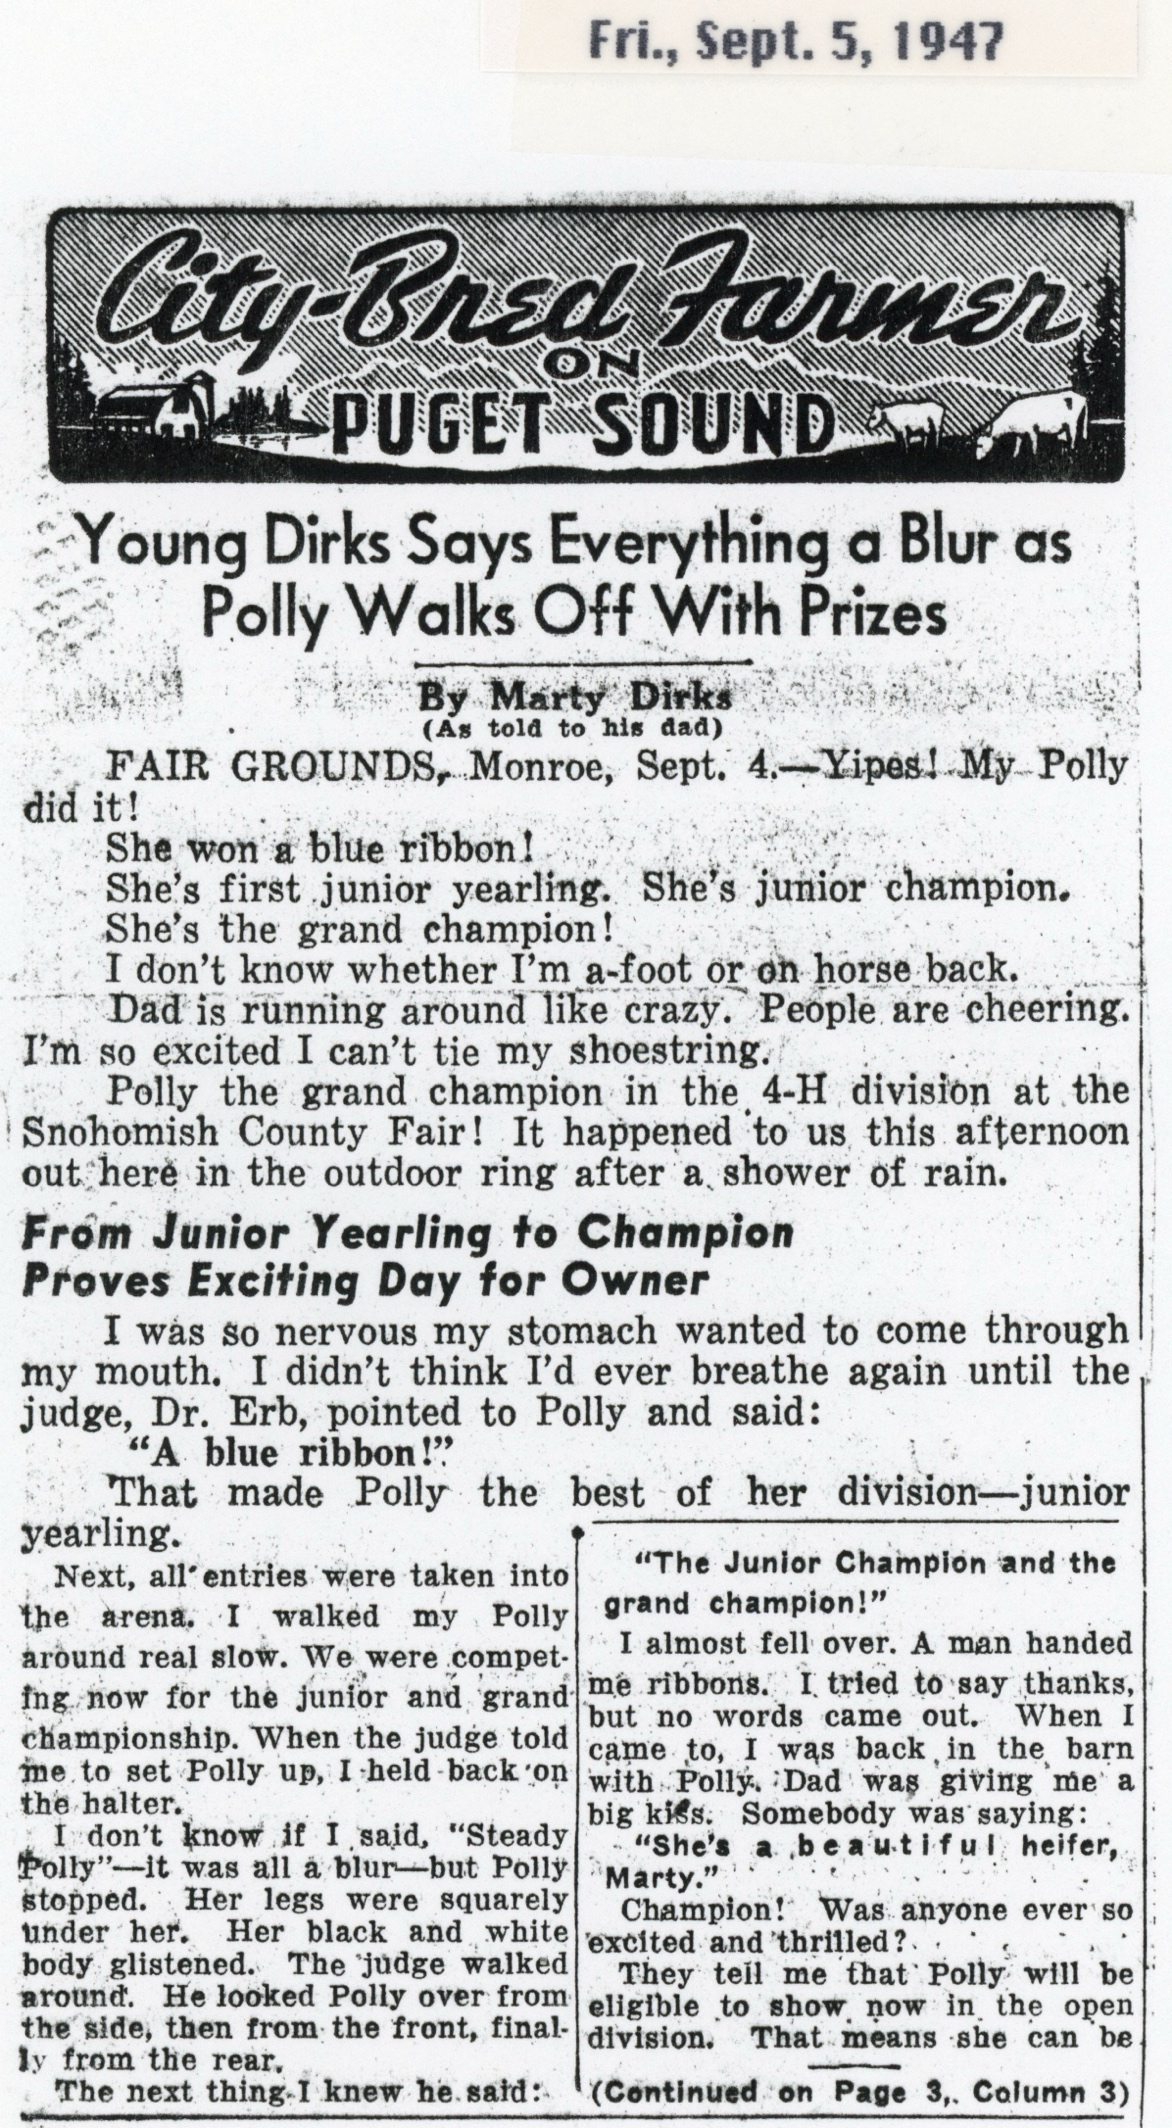 Fri., Sept. 5, 1947
City-Bred Farmer
ON
PUGET SOUND
Young Dirks Says Everything a Blur as
Polly Walks Off With Prizes
By Marty Dirks
(As told to his dad)
FAIR GROUNDS, Monroe, Sept. 4.—Yipes! My Polly
did it!
She won a blue ribbon!
She's first junior yearling. She's junior champion.
She's the grand champion!
I don't know whether I'm a-foot or on horse back.
Dad is running around like crazy. People are cheering.
I'm so excited I can't tie my shoestring.
Polly the grand champion in the 4-H division at the
Snohomish County Fair! It happened to us this afternoon
out here in the outdoor ring after a shower of rain.
From Junior Yearling to Champion
Proves Exciting Day for Owner
I was so nervous my stomach wanted to come through
my mouth. I didn't think I'd ever breathe again until the
judge, Dr. Erb, pointed to Polly and said:
"A blue ribbon!"
That made Polly the best of her division—junior
yearling.
Next, all entries were taken into
the arena. I walked my Polly
around real slow. We were compet-
ing now for the junior and grand
championship. When the judge told
me to set Polly up, I held back on
the halter.
I don't know if I said, "Steady
Polly"—it was all a blur—but Polly
stopped. Her legs were squarely
under her. Her black and white
body glistened. The judge walked
around. He looked Polly over from
the side, then from the front, final-
ly from the rear.
The next thing I knew he said:
"The Junior Champion and the
grand champion!"
I almost fell over. A man handed
me ribbons. I tried to say thanks,
but no words came out. When I
came to, I was back in the barn
with Polly. Dad was giving me a
big kiss. Somebody was saying:
"She's a beautiful heifer,
Marty."
Champion! Was anyone ever so
excited and thrilled?
They tell me that Polly will be
eligible to show now in the open
division. That means she can be
(Continued on Page 3, Column 3)